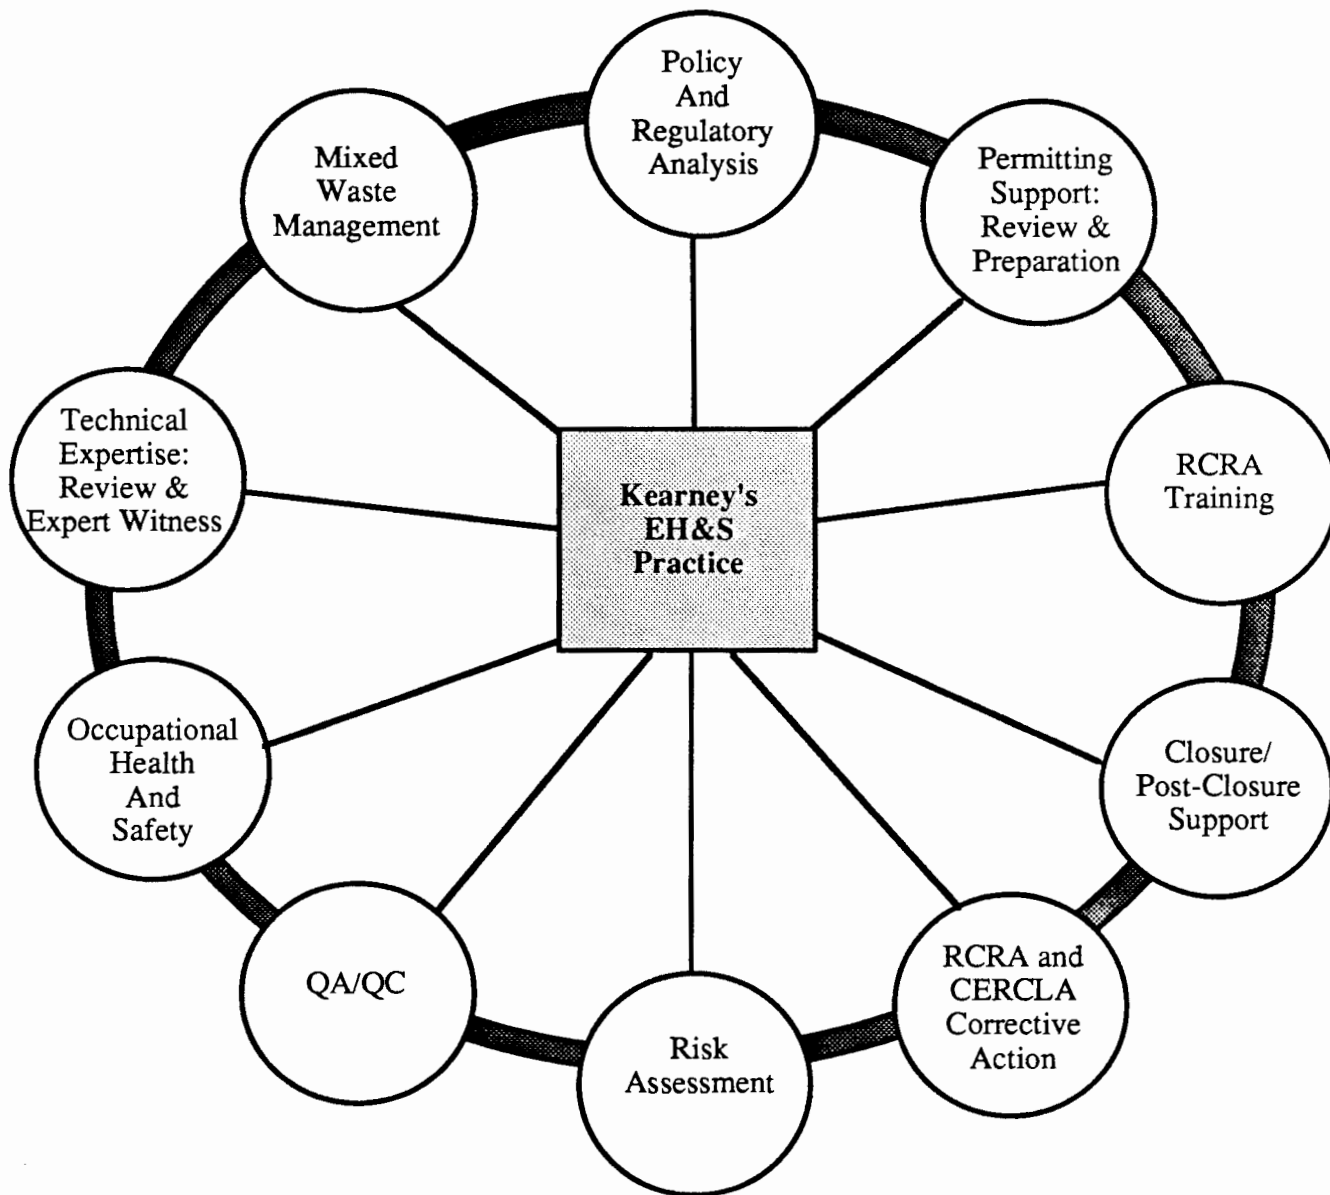 Policy
And
Regulatory
Analysis
Permitting
Support:
Review &
Preparation
RCRA
Training
Closure/
Post-Closure
Support
RCRA and
CERCLA
Corrective
Action
Risk
Assessment
QA/QC
Occupational
Health
And
Safety
Technical
Expertise:
Review &
Expert Witness
Mixed
Waste
Management
Kearney's
EH&S
Practice